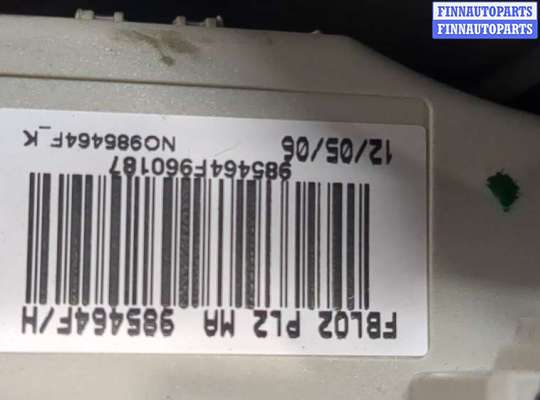 FINNAUTOPARTS
FINNAUTOPARTS
FBL02 PL2 MA 985464F/H
985464F960187
12/05/06 NO985464F_K